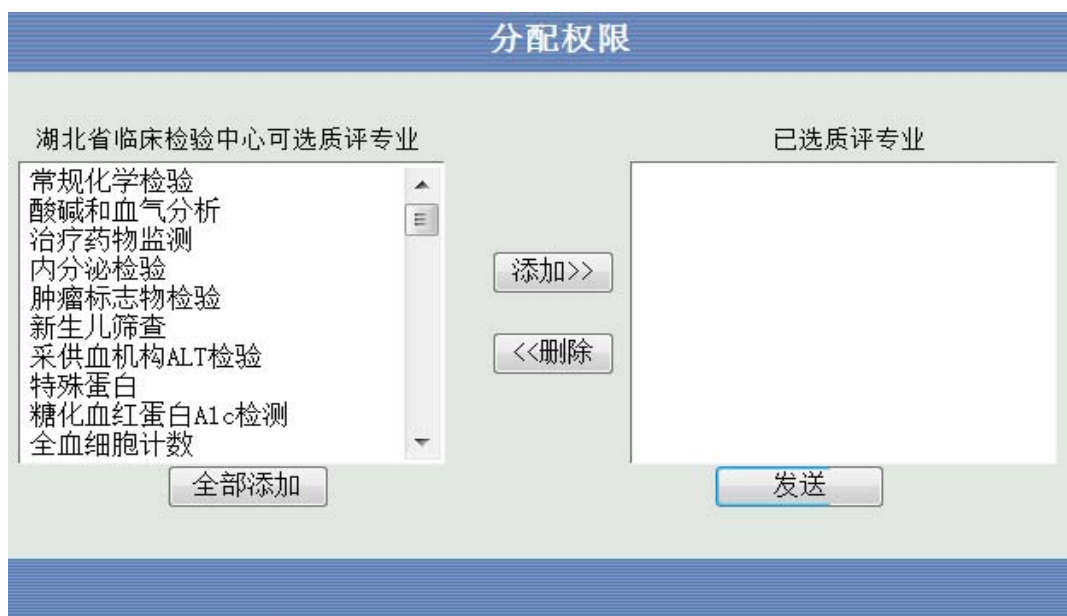 分配权限
湖北省临床检验中心可选质评专业
已选质评专业
常规化学检验
酸碱和血气分析
治疗药物监测
内分泌检验
肿瘤标志物检验
新生儿筛查
采供血机构ALT检验
特殊蛋白
糖化血红蛋白A1c检测
全血细胞计数
添加>>
<<删除
全部添加
发送